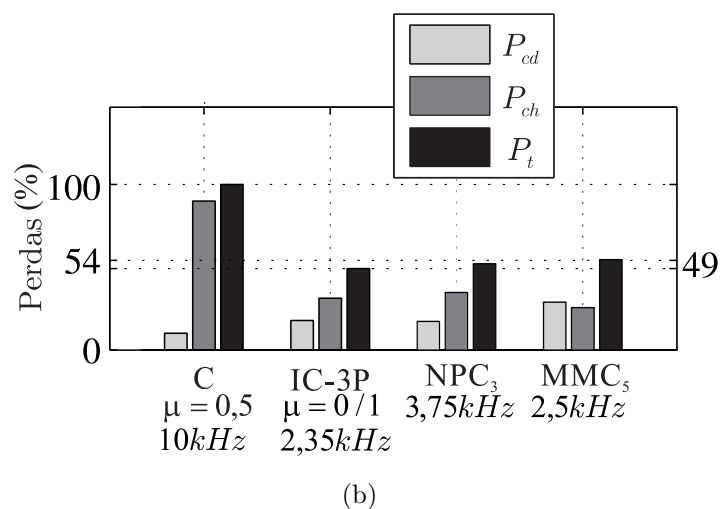 P_cd
P_ch
P_t
Perdas (%)
100
54
49
0
C
μ = 0,5
10kHz
IC-3P
μ = 0/1
2,35kHz
NPC₃
3,75kHz
MMC₅
2,5kHz
(b)